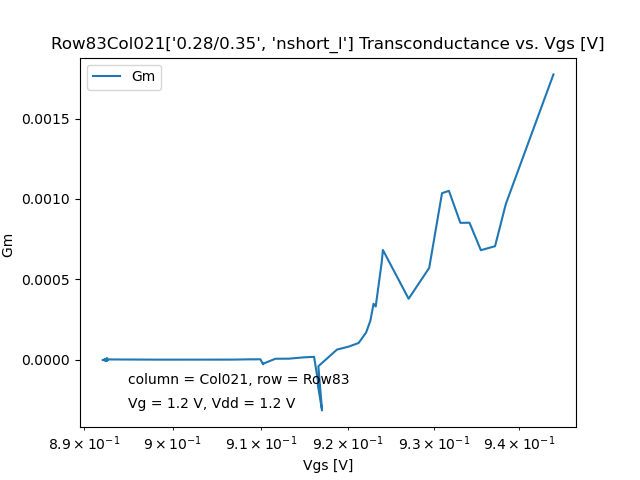 Row83Col021['0.28/0.35', 'nshort_l'] Transconductance vs. Vgs [V]
Gm
0.0015
0.0010
Gm
0.0005
0.0000
column = Col021, row = Row83
Vg = 1.2 V, Vdd = 1.2 V
8.9 × 10⁻¹ 9 × 10⁻¹ 9.1 × 10⁻¹ 9.2 × 10⁻¹ 9.3 × 10⁻¹ 9.4 × 10⁻¹
Vgs [V]